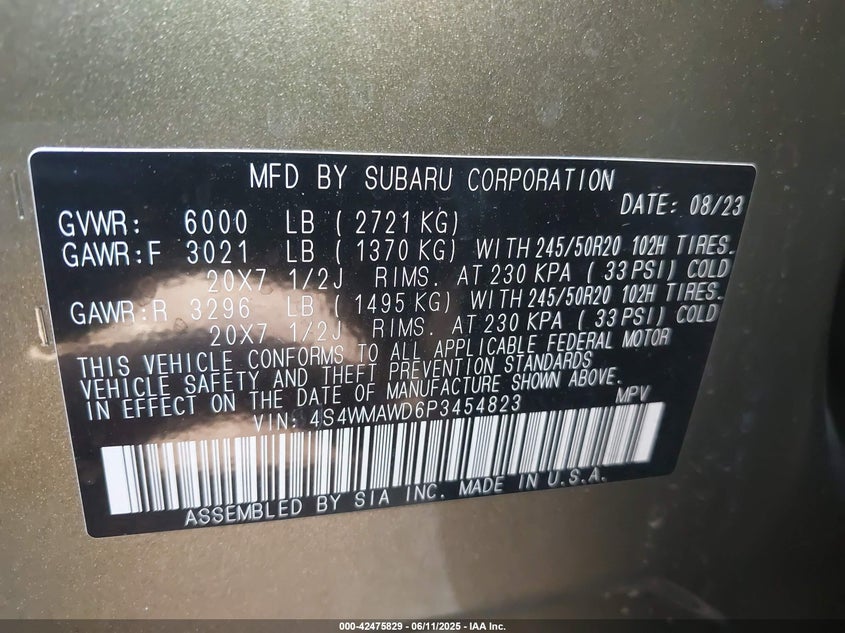 MFD BY SUBARU CORPORATION
DATE: 08/23
GVWR: 6000 LB ( 2721 KG)
GAWR:F 3021 LB ( 1370 KG) WITH 245/50R20 102H TIRES.
20X7 1/2J RIMS. AT 230 KPA ( 33 PSI) COLD
GAWR:R 3296 LB ( 1495 KG) WITH 245/50R20 102H TIRES.
20X7 1/2J RIMS. AT 230 KPA ( 33 PSI) COLD
THIS VEHICLE CONFORMS TO ALL APPLICABLE FEDERAL MOTOR
VEHICLE SAFETY AND THEFT PREVENTION STANDARDS
IN EFFECT ON THE DATE OF MANUFACTURE SHOWN ABOVE.
VIN: 4S4WMAWD6P3454823 MPV
ASSEMBLED BY SIA INC. MADE IN U.S.A.
000-42475829 - 06/11/2025 - IAA Inc.